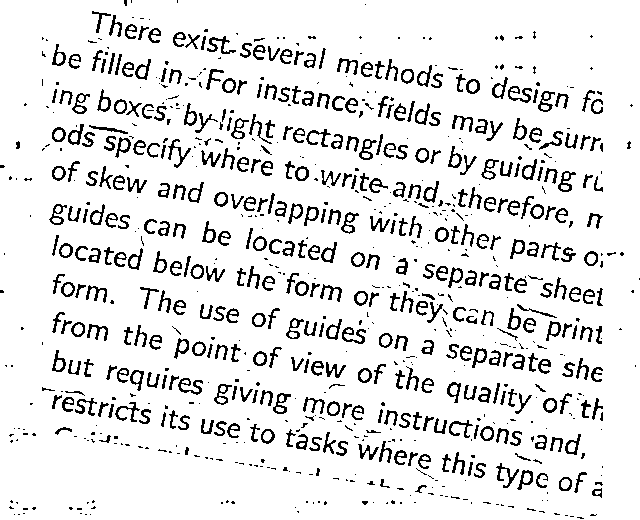 There exist several methods to design fo
be filled in. For instance, fields may be surr
ing boxes, by light rectangles or by guiding ru
ods specify where to write and, therefore, m
of skew and overlapping with other parts o
guides can be located on a separate sheet
located below the form or they can be print
form. The use of guides on a separate she
from the point of view of the quality of th
but requires giving more instructions and,
restricts its use to tasks where this type of a